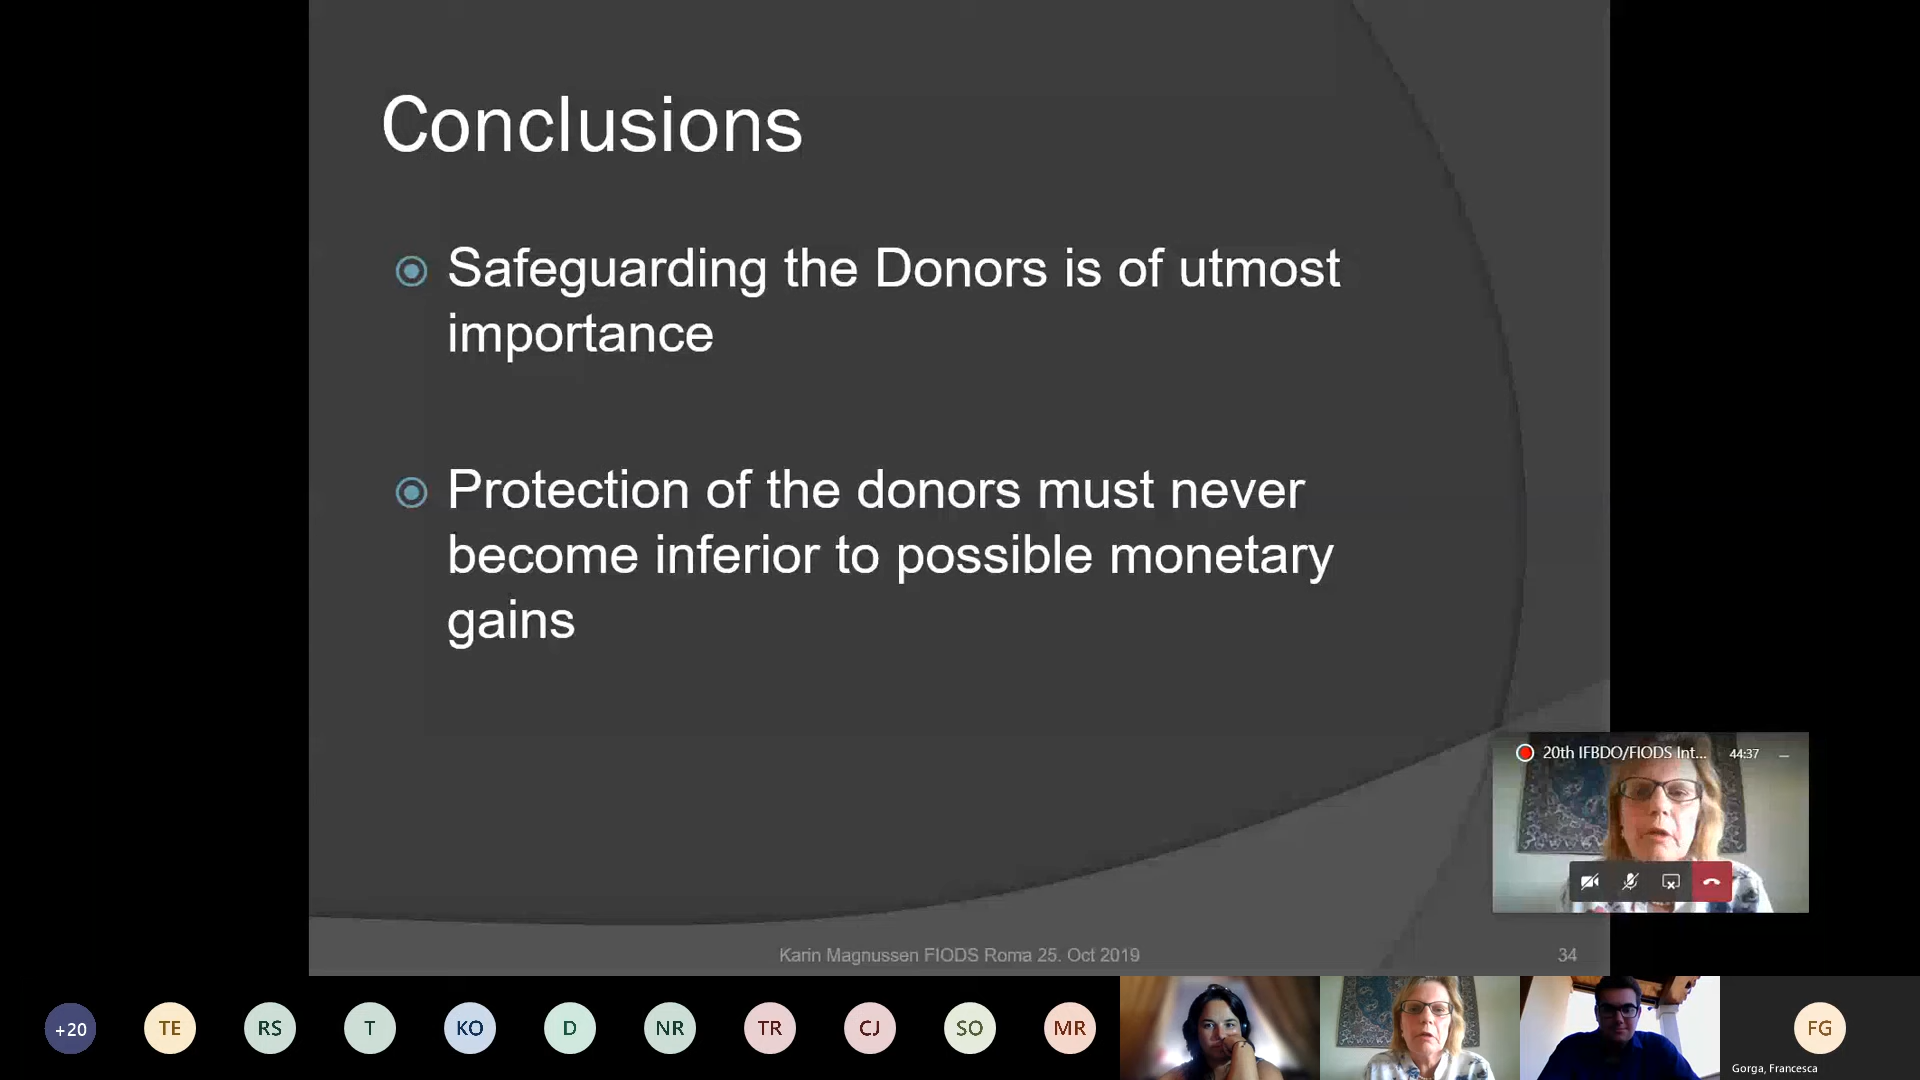 Conclusions
Safeguarding the Donors is of utmost
importance
Protection of the donors must never
become inferior to possible monetary
gains
20th IFBDO/FIODS Int... 44:37
Karin Magnussen FIODS Roma 25. Oct 2019 34
+20 TE RS T KO D NR TR CJ SO MR FG
Gorga, Francesca